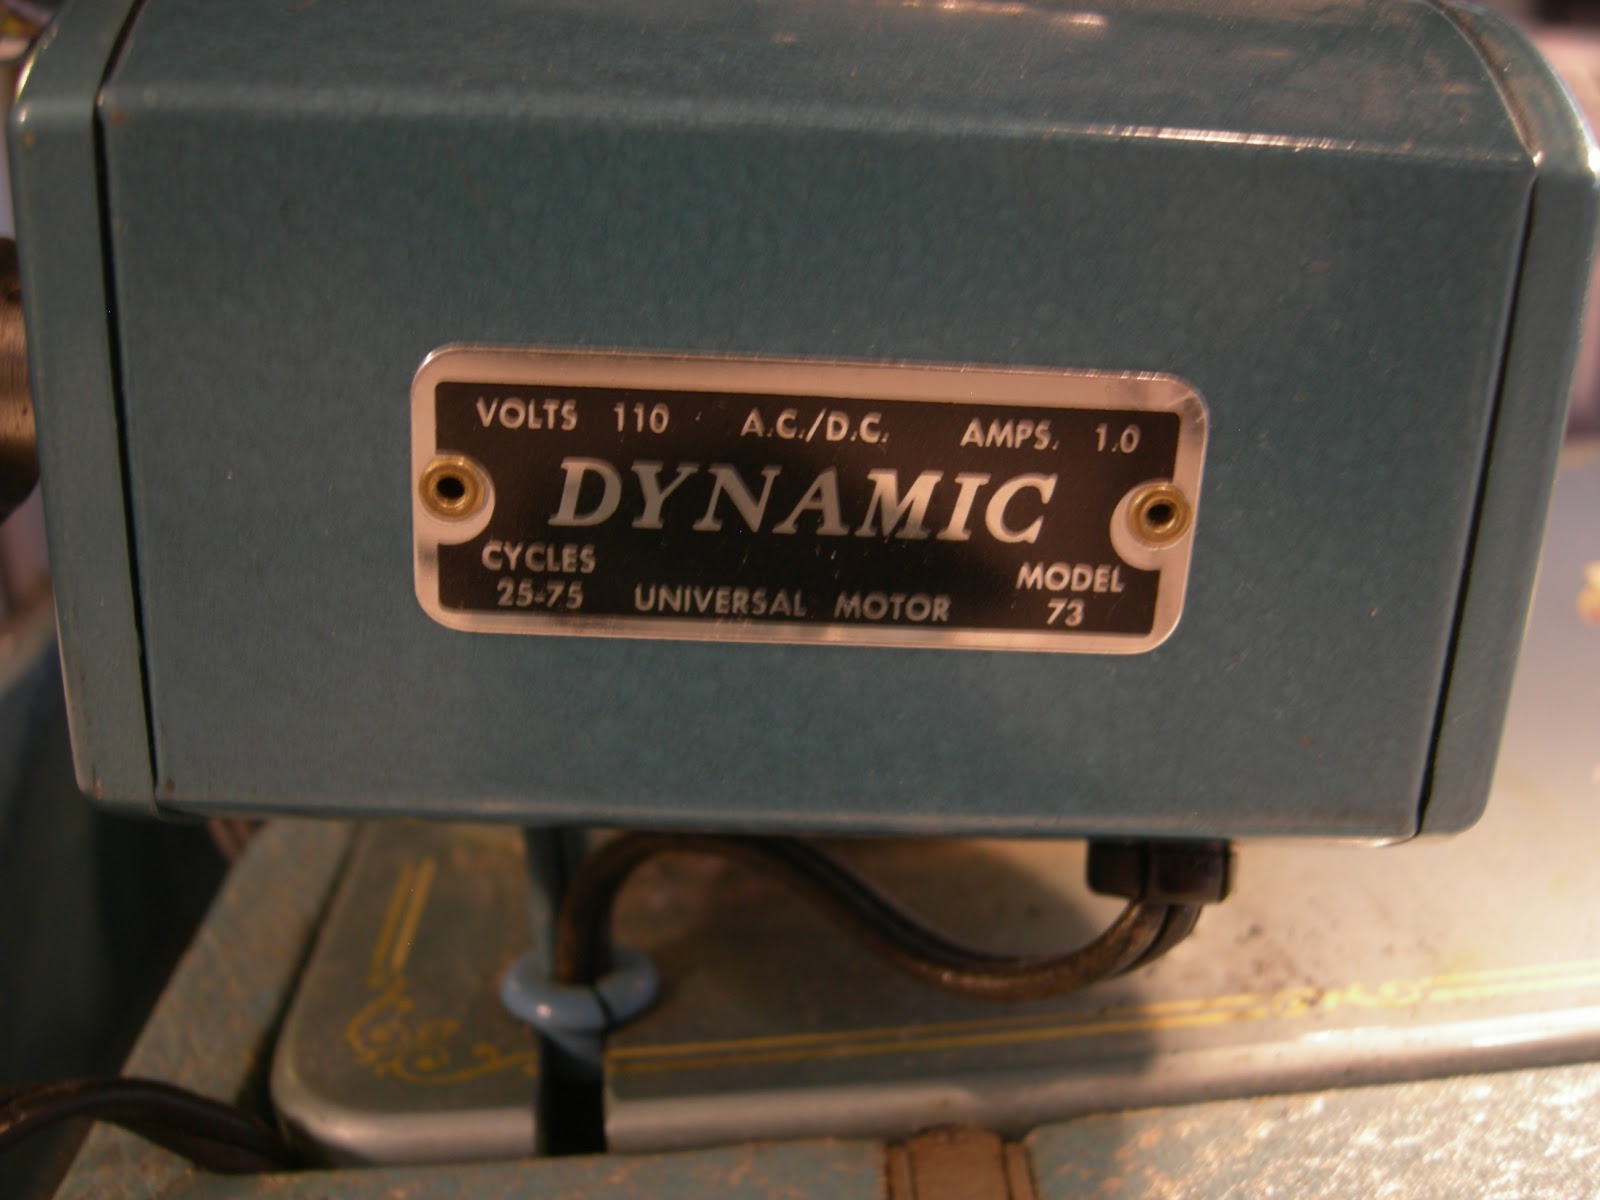 VOLTS 110 A.C./D.C. AMPS. 1.0
DYNAMIC
CYCLES MODEL
25-75 UNIVERSAL MOTOR 73